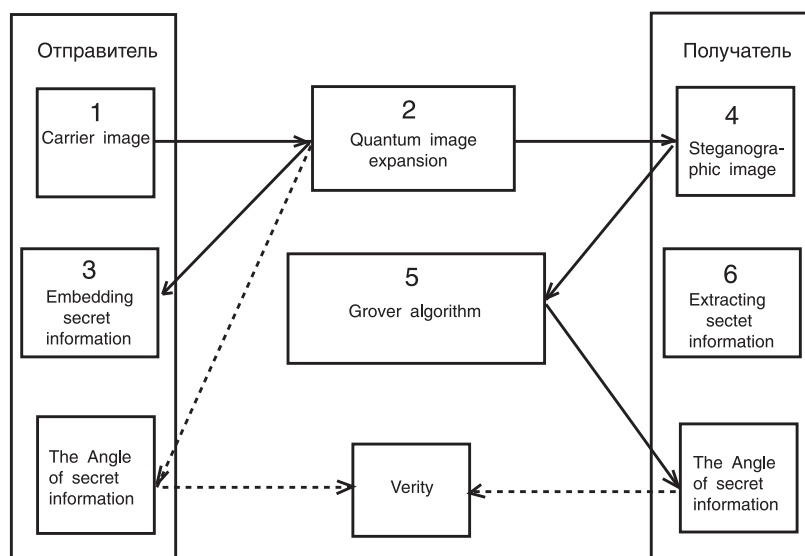 Отправитель
Получатель
1
Carrier image
2
Quantum image
expansion
4
Steganogra-
phic image
3
Embedding
secret
information
5
Grover algorithm
6
Extracting
sectet
information
The Angle
of secret
information
Verity
The Angle
of secret
information